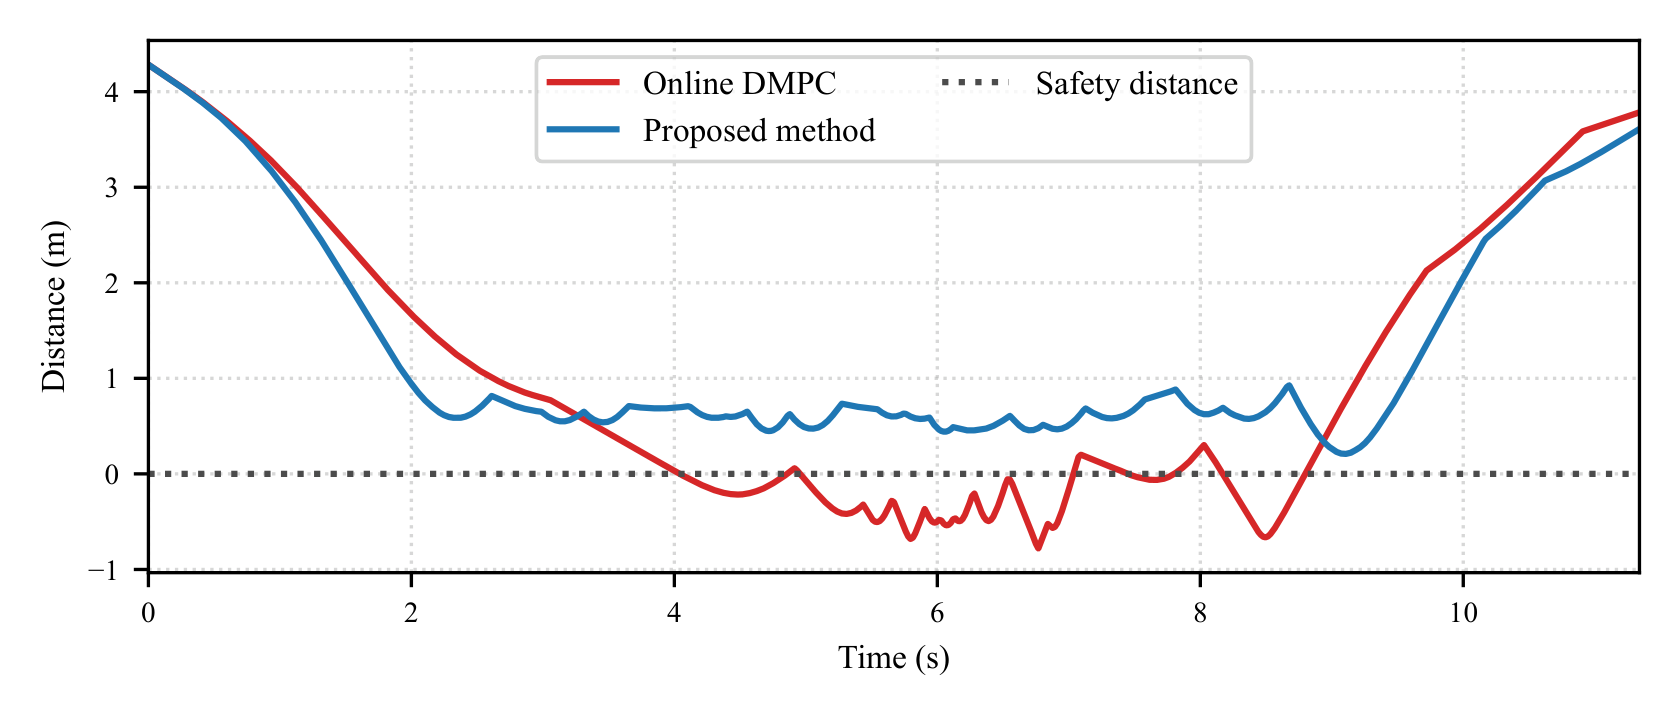 Online DMPC
Proposed method
Safety distance
Distance (m)
4
3
2
1
0
−1
0 2 4 6 8 10
Time (s)